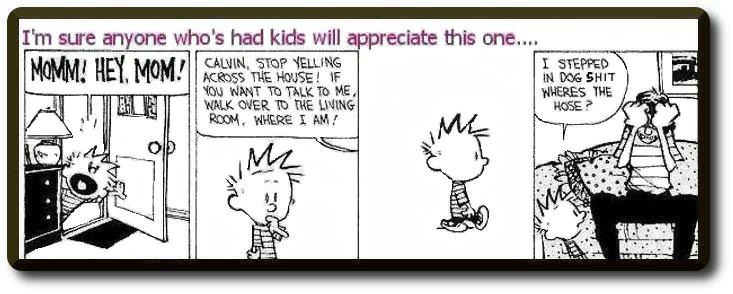 I'm sure anyone who's had kids will appreciate this one....
MOMM! HEY, MOM!
CALVIN, STOP YELLING
ACROSS THE HOUSE! IF
YOU WANT TO TALK TO ME,
WALK OVER TO THE LIVING
ROOM, WHERE I AM!
I STEPPED
IN DOG SHIT
WHERES THE
HOSE?